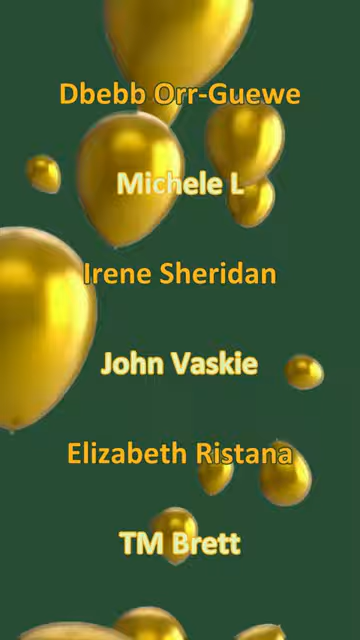 Dbebb Orr-Guewe
Michele L
Irene Sheridan
John Vaskie
Elizabeth Ristana
TM Brett